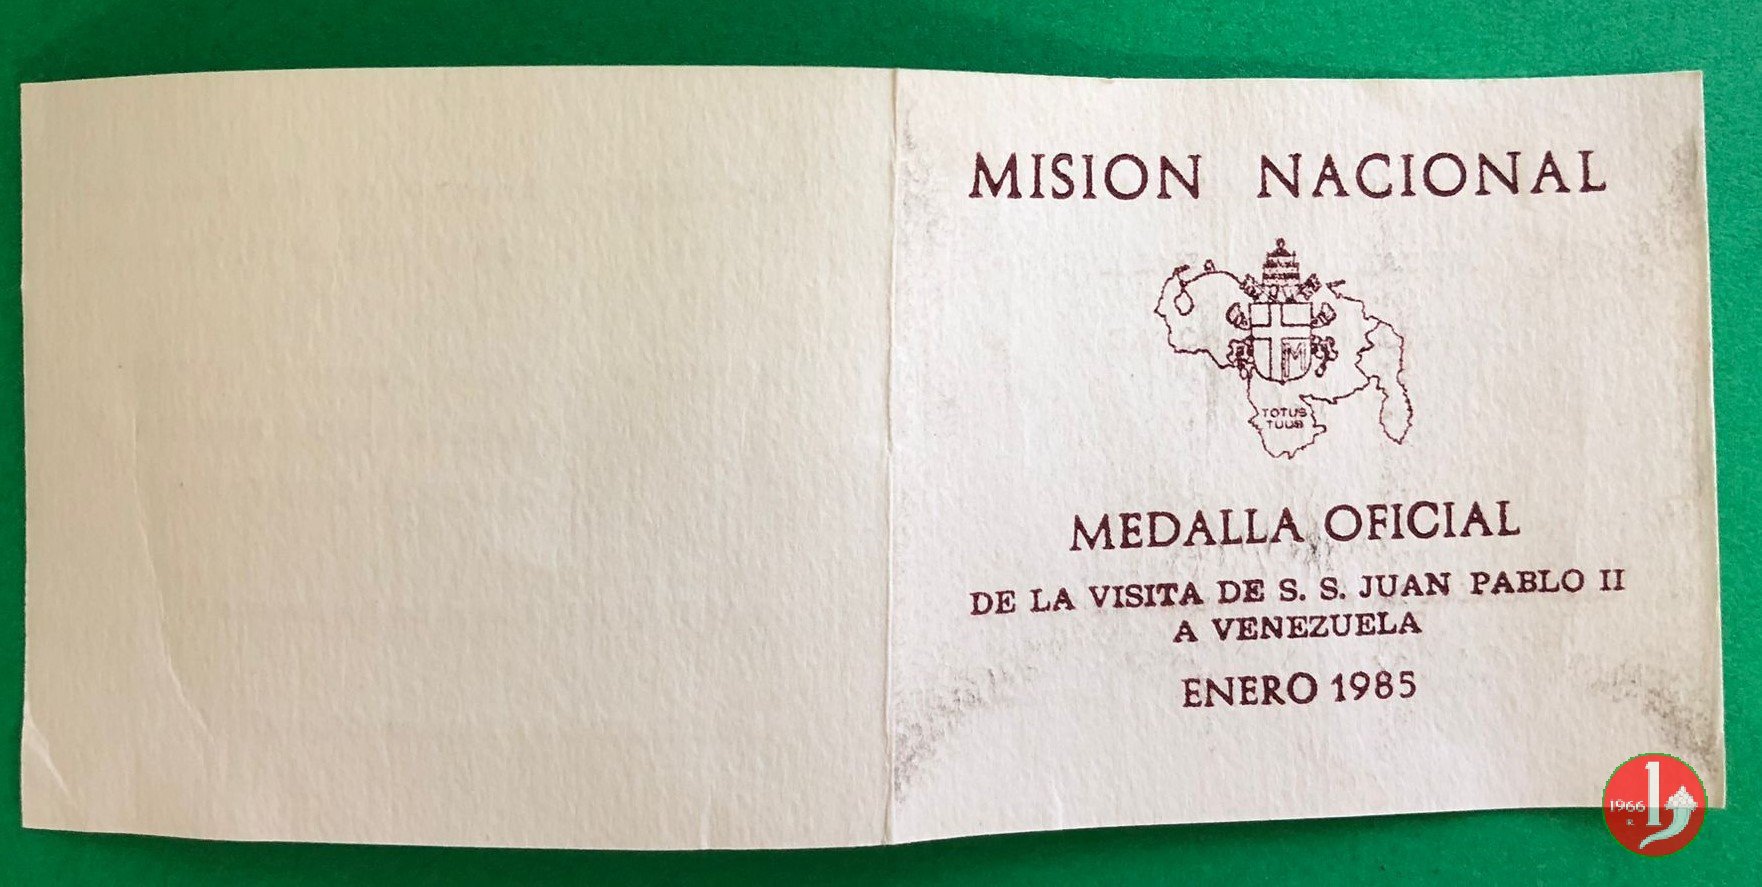 MISION NACIONAL
M
TOTUS
TUUS
MEDALLA OFICIAL
DE LA VISITA DE S. S. JUAN PABLO II
A VENEZUELA
ENERO 1985
1966
R